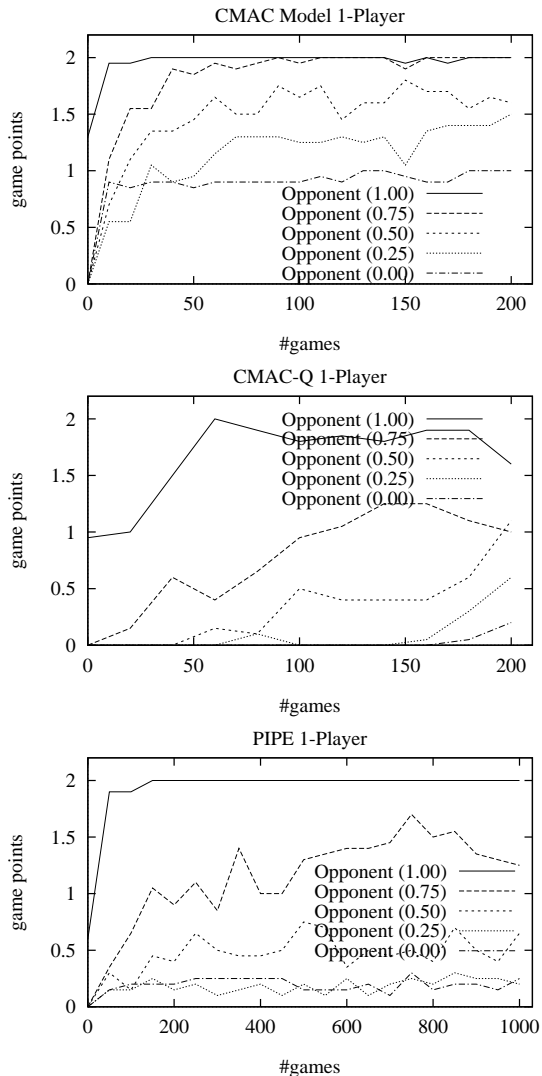 CMAC Model 1-Player
2
1.5
1
0.5
0
game points
Opponent (1.00)
Opponent (0.75)
Opponent (0.50)
Opponent (0.25)
Opponent (0.00)
0 50 100 150 200
#games
CMAC-Q 1-Player
2
1.5
1
0.5
0
game points
Opponent (1.00)
Opponent (0.75)
Opponent (0.50)
Opponent (0.25)
Opponent (0.00)
0 50 100 150 200
#games
PIPE 1-Player
2
1.5
1
0.5
0
game points
Opponent (1.00)
Opponent (0.75)
Opponent (0.50)
Opponent (0.25)
Opponent (0.00)
0 200 400 600 800 1000
#games